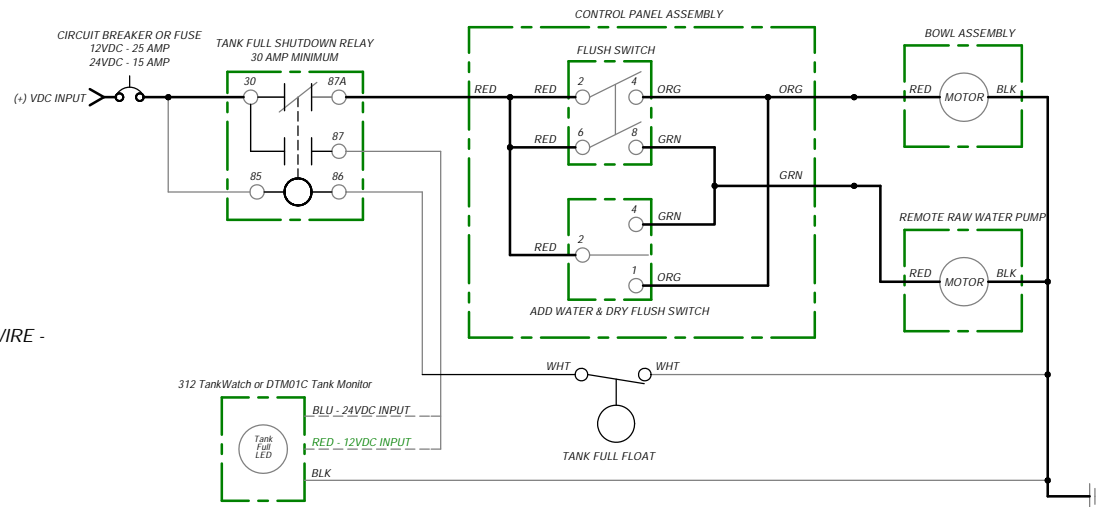 CONTROL PANEL ASSEMBLY
CIRCUIT BREAKER OR FUSE
12VDC - 25 AMP
24VDC - 15 AMP
TANK FULL SHUTDOWN RELAY
30 AMP MINIMUM
FLUSH SWITCH
BOWL ASSEMBLY
(+) VDC INPUT
30
87A
RED
RED
2
4
ORG
ORG
RED
MOTOR
BLK
87
RED
6
8
GRN
85
86
GRN
4
GRN
REMOTE RAW WATER PUMP
RED
2
1
ORG
RED
MOTOR
BLK
ADD WATER & DRY FLUSH SWITCH
WIRE -
WHT
WHT
312 TankWatch or DTM01C Tank Monitor
BLU - 24VDC INPUT
Tank
Full
LED
RED - 12VDC INPUT
TANK FULL FLOAT
BLK